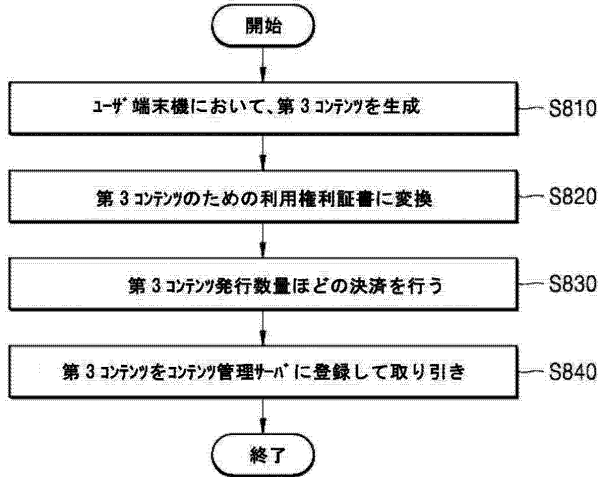 開始
ﾕｰｻﾞ端末機において、第3ｺﾝﾃﾝﾂを生成
S810
第3ｺﾝﾃﾝﾂのための利用権利証書に変換
S820
第3ｺﾝﾃﾝﾂ発行数量ほどの決済を行う
S830
第3ｺﾝﾃﾝﾂをｺﾝﾃﾝﾂ管理ｻｰﾊﾞに登録して取り引き
S840
終了